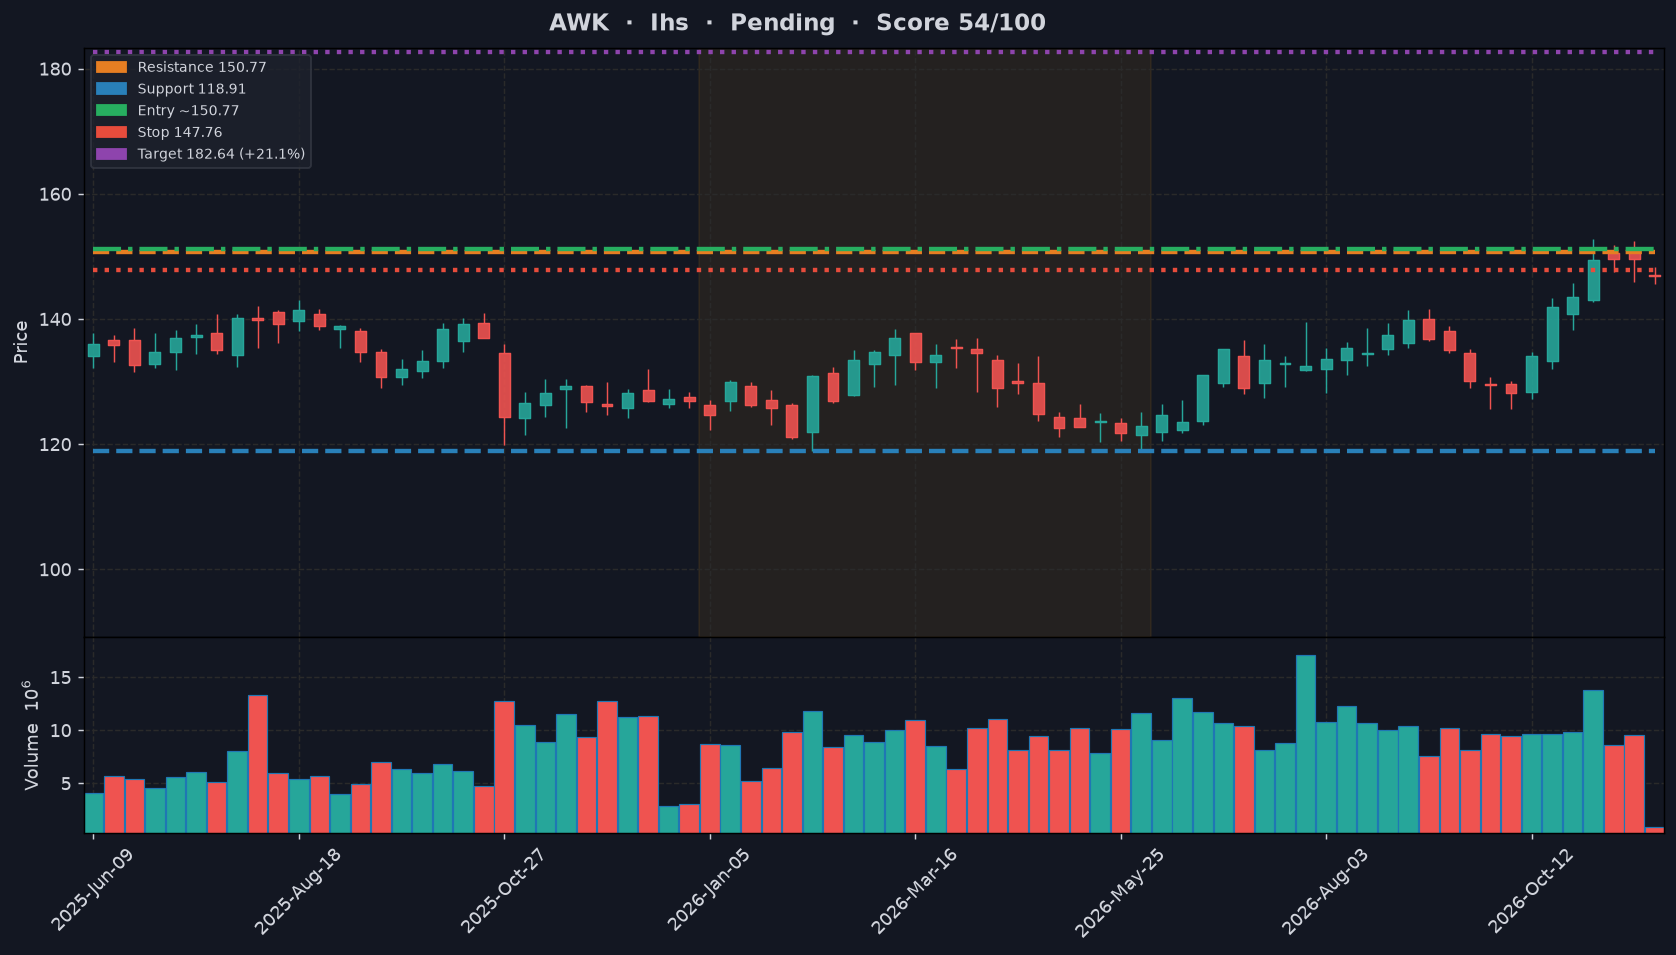 AWK · Ihs · Pending · Score 54/100
Resistance 150.77
Support 118.91
Entry ~150.77
Stop 147.76
Target 182.64 (+21.1%)
Price
180
160
140
120
100
Volume 10⁶
15
10
5
2025-Jun-09
2025-Aug-18
2025-Oct-27
2026-Jan-05
2026-Mar-16
2026-May-25
2026-Aug-03
2026-Oct-12